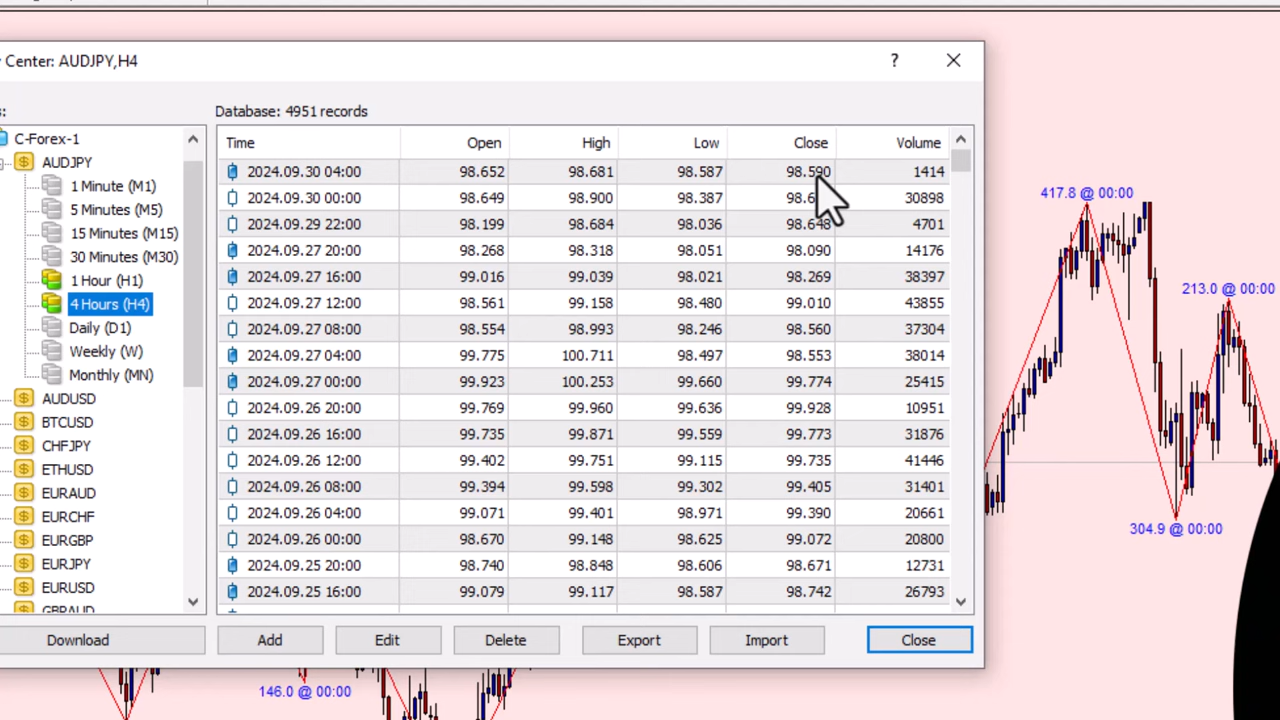 Center: AUDJPY,H4
?
s:
Database: 4951 records
C-Forex-1
AUDJPY
1 Minute (M1)
5 Minutes (M5)
15 Minutes (M15)
30 Minutes (M30)
1 Hour (H1)
4 Hours (H4)
Daily (D1)
Weekly (W)
Monthly (MN)
AUDUSD
BTCUSD
CHFJPY
ETHUSD
EURAUD
EURCHF
EURGBP
EURJPY
EURUSD
GBRAUD
Time Open High Low Close Volume
2024.09.30 04:00 98.652 98.681 98.587 98.590 1414
2024.09.30 00:00 98.649 98.900 98.387 98.6 30898
2024.09.29 22:00 98.199 98.684 98.036 98.648 4701
2024.09.27 20:00 98.268 98.318 98.051 98.090 14176
2024.09.27 16:00 99.016 99.039 98.021 98.269 38397
2024.09.27 12:00 98.561 99.158 98.480 99.010 43855
2024.09.27 08:00 98.554 98.993 98.246 98.560 37304
2024.09.27 04:00 99.775 100.711 98.497 98.553 38014
2024.09.27 00:00 99.923 100.253 99.660 99.774 25415
2024.09.26 20:00 99.769 99.960 99.636 99.928 10951
2024.09.26 16:00 99.735 99.871 99.559 99.773 31876
2024.09.26 12:00 99.402 99.751 99.115 99.735 41446
2024.09.26 08:00 99.394 99.598 99.302 99.405 31401
2024.09.26 04:00 99.071 99.401 98.971 99.390 20661
2024.09.26 00:00 98.670 99.148 98.625 99.072 20800
2024.09.25 20:00 98.740 98.848 98.606 98.671 12731
2024.09.25 16:00 99.079 99.117 98.587 98.742 26793
Download Add Edit Delete Export Import Close
417.8 @ 00:00
213.0 @ 00:00
304.9 @ 00:00
146.0 @ 00:00